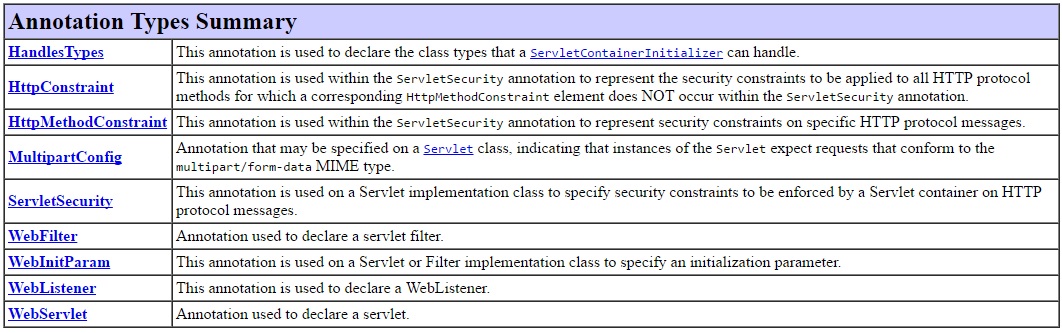 Annotation Types Summary
HandlesTypes This annotation is used to declare the class types that a ServletContainerInitializer can handle.
HttpConstraint This annotation is used within the ServletSecurity annotation to represent the security constraints to be applied to all HTTP protocol
methods for which a corresponding HttpMethodConstraint element does NOT occur within the ServletSecurity annotation.
HttpMethodConstraint This annotation is used within the ServletSecurity annotation to represent security constraints on specific HTTP protocol messages.
MultipartConfig Annotation that may be specified on a Servlet class, indicating that instances of the Servlet expect requests that conform to the
multipart/form-data MIME type.
ServletSecurity This annotation is used on a Servlet implementation class to specify security constraints to be enforced by a Servlet container on HTTP
protocol messages.
WebFilter Annotation used to declare a servlet filter.
WebInitParam This annotation is used on a Servlet or Filter implementation class to specify an initialization parameter.
WebListener This annotation is used to declare a WebListener.
WebServlet Annotation used to declare a servlet.